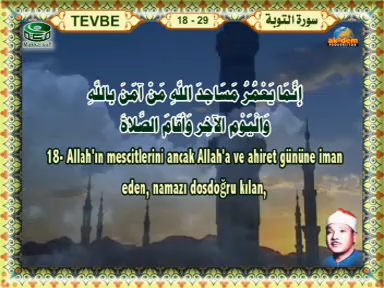 TEVBE
18 - 29
سورة التوبة
akademi
إِنَّمَا يَعْمُرُ مَسَاجِدَ اللَّهِ مَنْ آمَنَ بِاللَّهِ
وَالْيَوْمِ الْآخِرِ وَأَقَامَ الصَّلَاةَ
18- Allah'ın mescitlerini ancak Allah'a ve ahiret gününe iman
eden, namazı dosdoğru kılan,